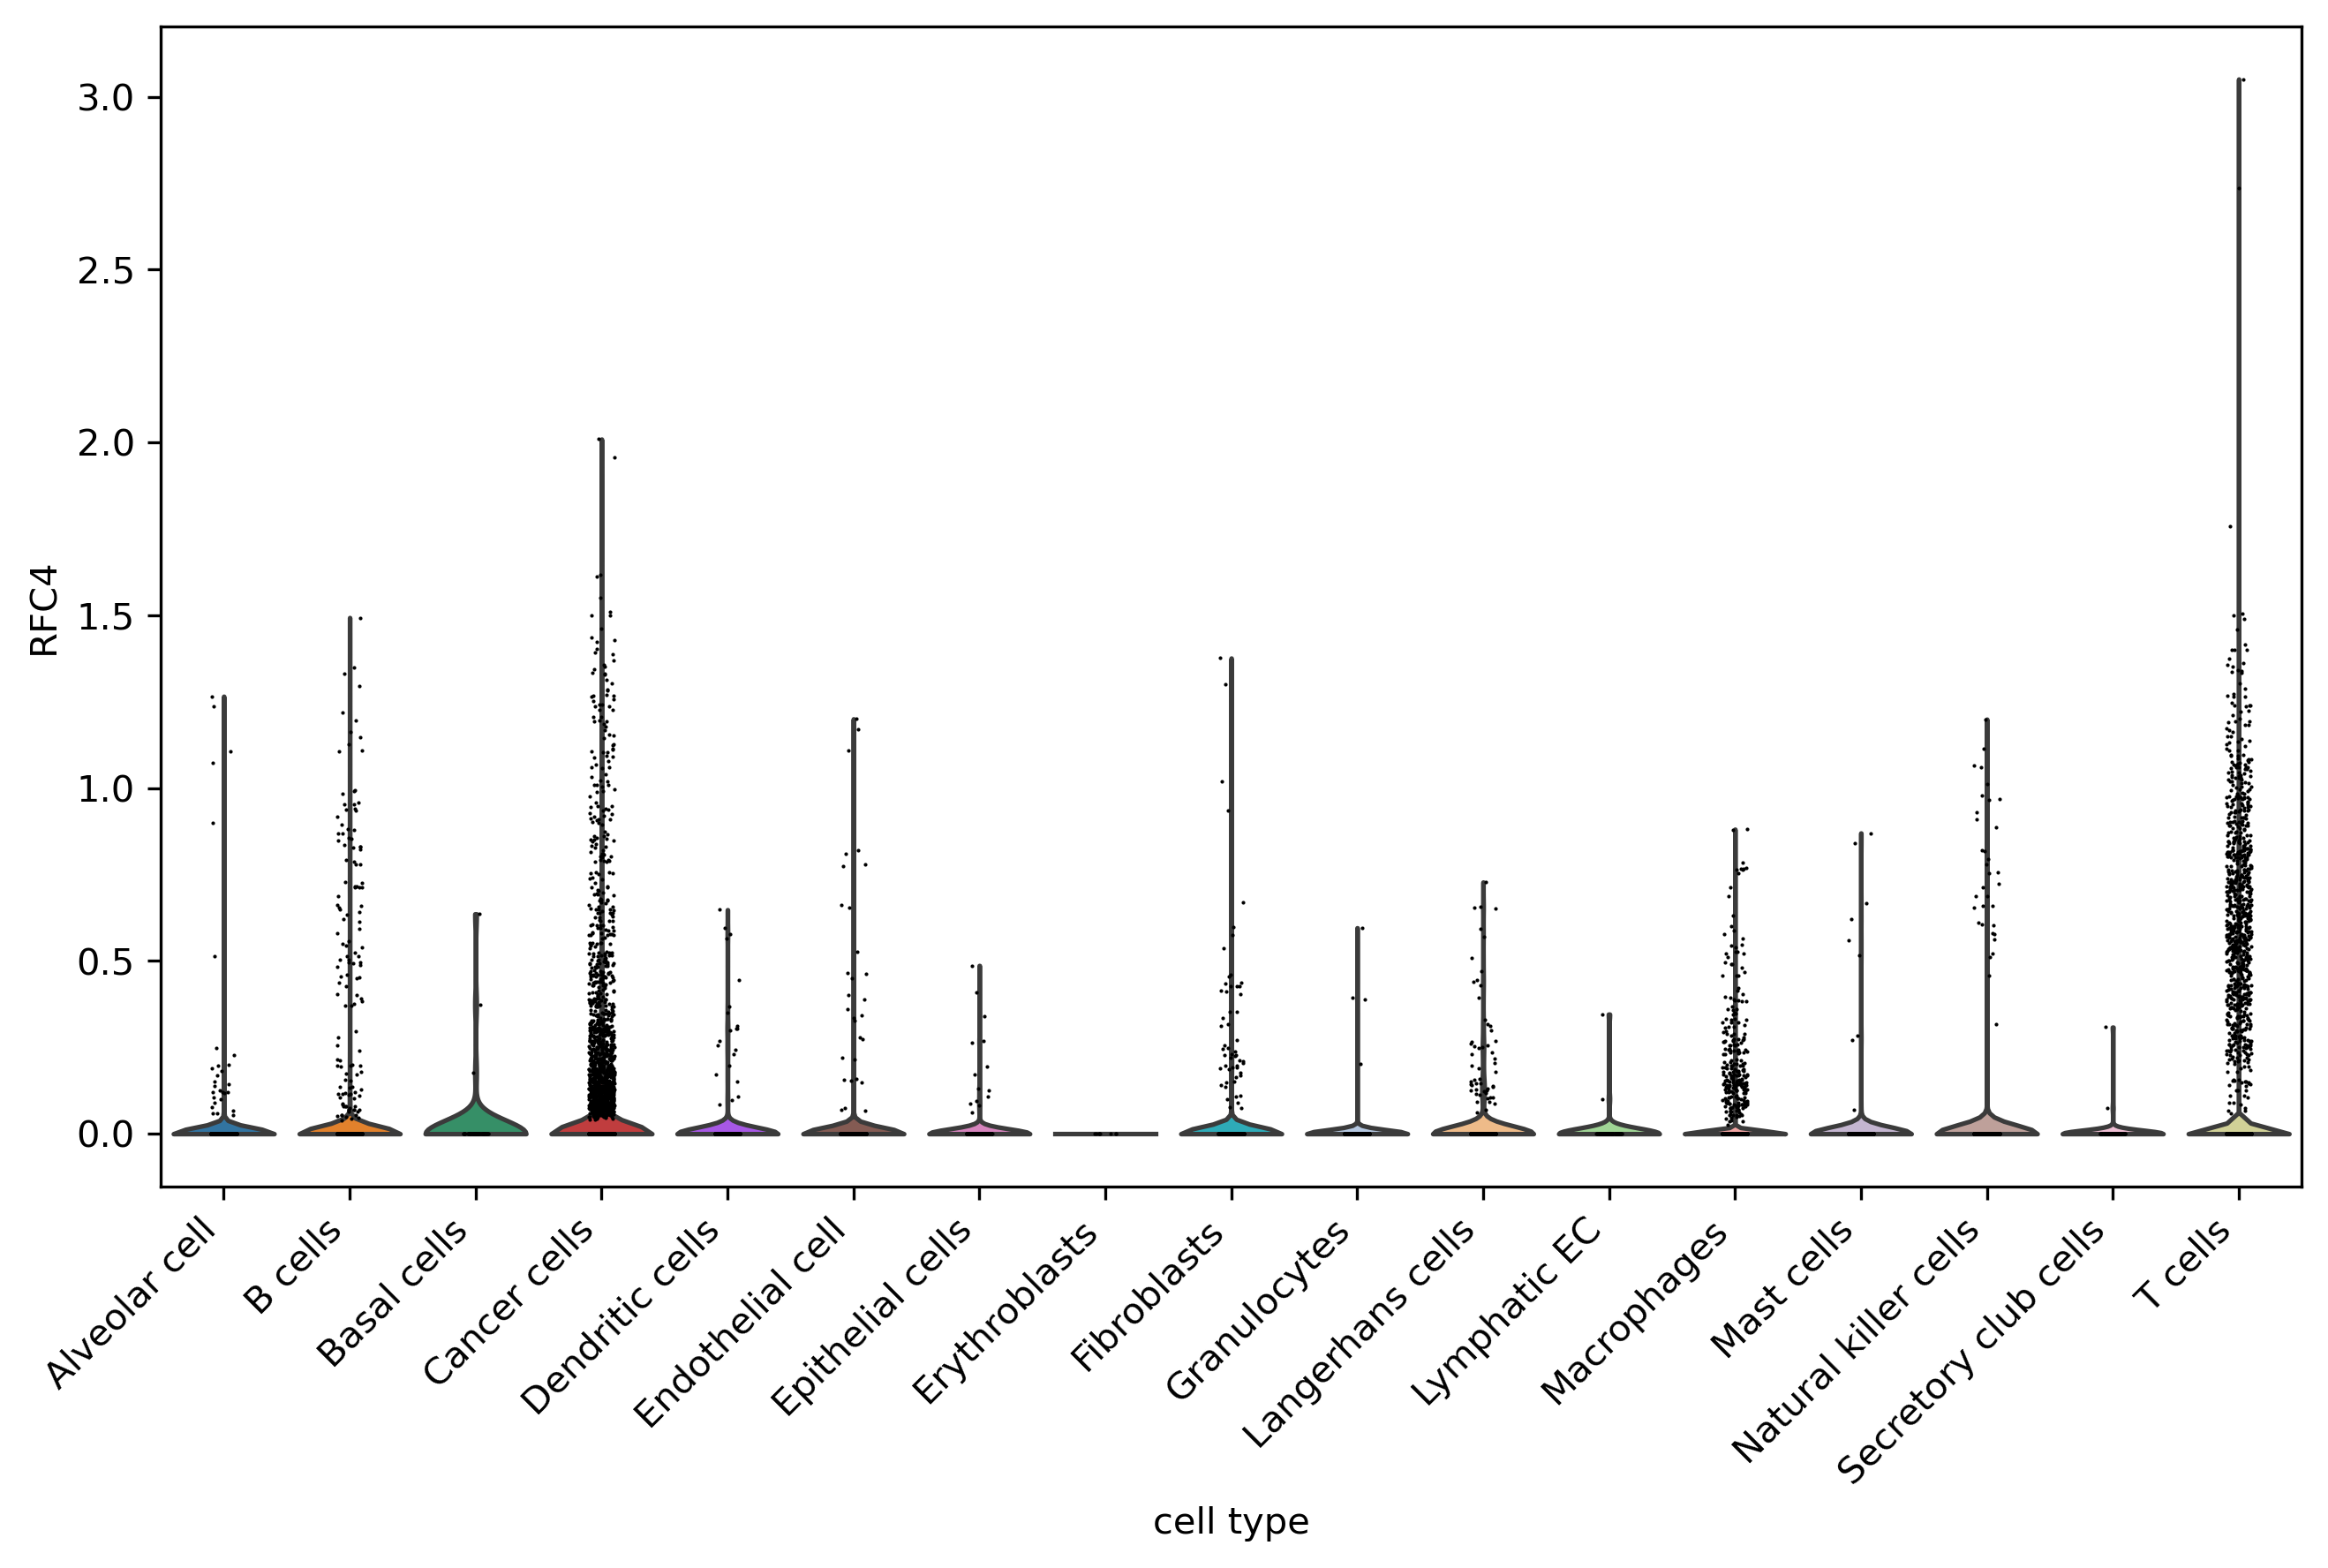 RFC4
3.0
2.5
2.0
1.5
1.0
0.5
0.0
Alveolar cell
B cells
Basal cells
Cancer cells
Dendritic cells
Endothelial cell
Epithelial cells
Erythroblasts
Fibroblasts
Granulocytes
Langerhans cells
Lymphatic EC
Macrophages
Mast cells
Natural killer cells
Secretory club cells
T cells
cell type